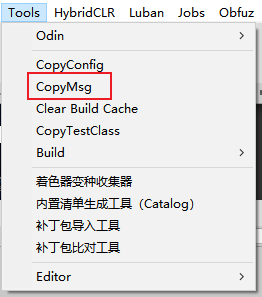 Tools HybridCLR Luban Jobs Obfuz
Odin
CopyConfig
CopyMsg
Clear Build Cache
CopyTestClass
Build
着色器变种收集器
内置清单生成工具（Catalog）
补丁包导入工具
补丁包比对工具
Editor